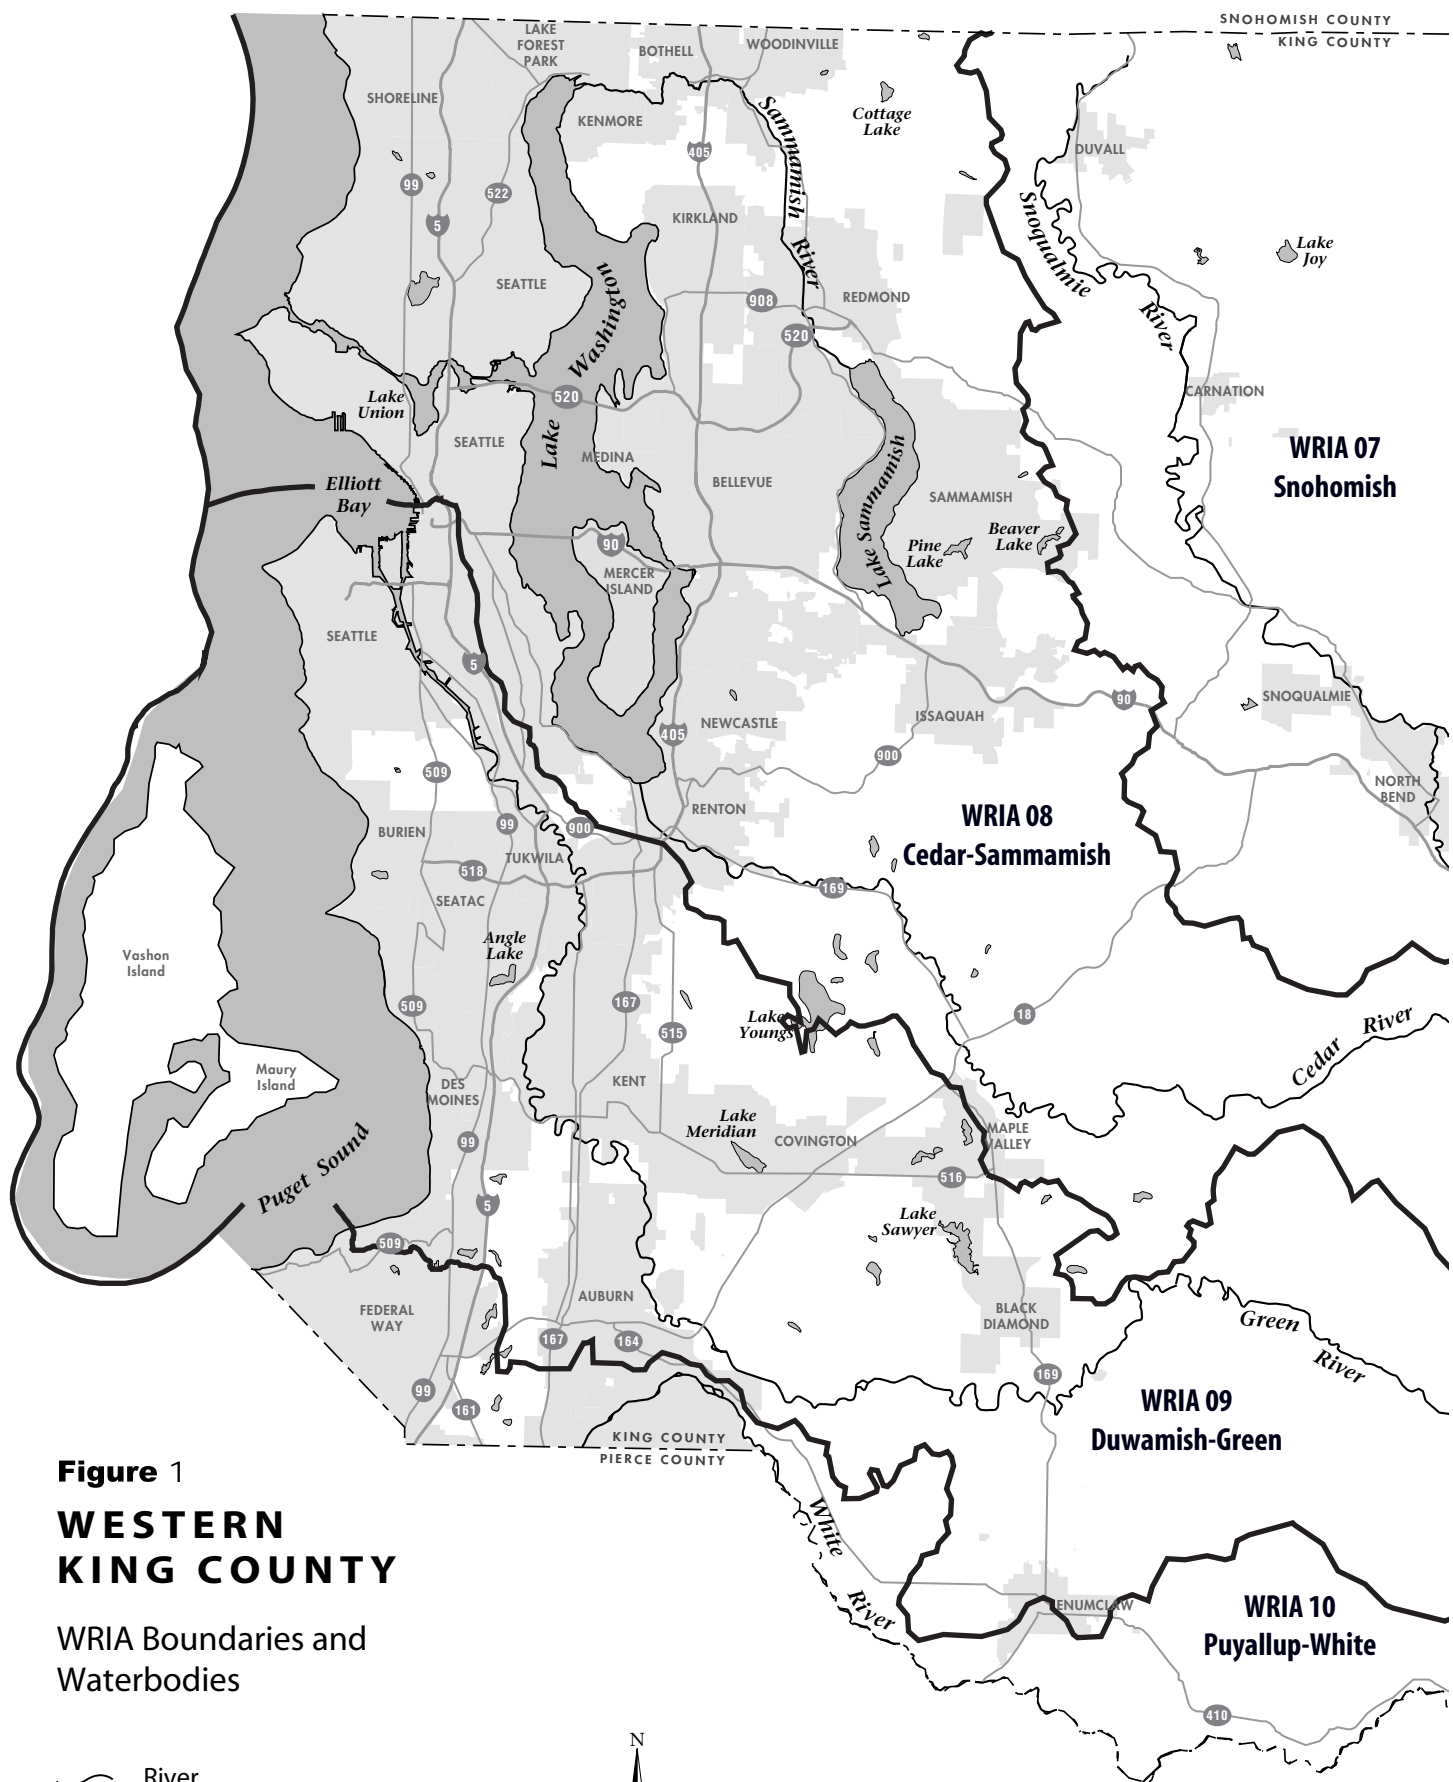 SNOHOMISH COUNTY
KING COUNTY
LAKE
FOREST
PARK
BOTHELL
WOODINVILLE
SHORELINE
KENMORE
Sammamish
River
Cottage
Lake
DUVALL
405
99
522
5
KIRKLAND
Snoqualmie
River
Lake
Joy
SEATTLE
Lake
Washington
908
REDMOND
520
520
Lake
Union
CARNATION
SEATTLE
MEDINA
BELLEVUE
Lake Sammamish
WRIA 07
Snohomish
Elliott
Bay
SAMMAMISH
Pine
Lake
Beaver
Lake
90
MERCER
ISLAND
SEATTLE
5
90
SNOQUALMIE
NEWCASTLE
ISSAQUAH
405
900
509
NORTH
BEND
RENTON
WRIA 08
Cedar-Sammamish
BURIEN
99
900
TUKWILA
518
169
SEATAC
Angle
Lake
Vashon
Island
509
167
515
Lake
Youngs
18
Cedar River
Maury
Island
DES
MOINES
KENT
Lake
Meridian
COVINGTON
MAPLE
VALLEY
99
516
Puget Sound
5
Lake
Sawyer
509
FEDERAL
WAY
AUBURN
BLACK
DIAMOND
Green
River
167
164
169
99
161
WRIA 09
Duwamish-Green
KING COUNTY
PIERCE COUNTY
White
River
ENUMCLAW
WRIA 10
Puyallup-White
410
Figure 1
WESTERN
KING COUNTY
WRIA Boundaries and
Waterbodies
N
River